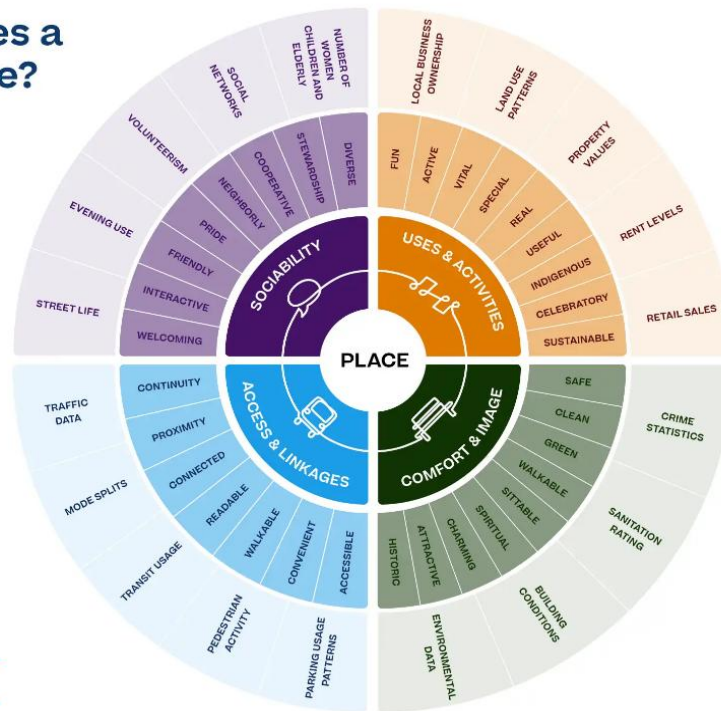 es a
e?
PLACE
SOCIABILITY
USES & ACTIVITIES
ACCESS & LINKAGES
COMFORT & IMAGE
DIVERSE
STEWARDSHIP
COOPERATIVE
NEIGHBORLY
PRIDE
FRIENDLY
INTERACTIVE
WELCOMING
NUMBER OF
WOMEN
CHILDREN AND
ELDERLY
SOCIAL
NETWORKS
VOLUNTEERISM
EVENING USE
STREET LIFE
FUN
ACTIVE
VITAL
SPECIAL
REAL
USEFUL
INDIGENOUS
CELEBRATORY
SUSTAINABLE
LOCAL BUSINESS
OWNERSHIP
LAND USE
PATTERNS
PROPERTY
VALUES
RENT LEVELS
RETAIL SALES
CONTINUITY
PROXIMITY
CONNECTED
READABLE
WALKABLE
CONVENIENT
ACCESSIBLE
TRAFFIC
DATA
MODE SPLITS
TRANSIT USAGE
PEDESTRIAN
ACTIVITY
PARKING USAGE
PATTERNS
SAFE
CLEAN
GREEN
WALKABLE
SITTABLE
SPIRITUAL
CHARMING
ATTRACTIVE
HISTORIC
CRIME
STATISTICS
SANITATION
RATING
BUILDING
CONDITIONS
ENVIRONMENTAL
DATA